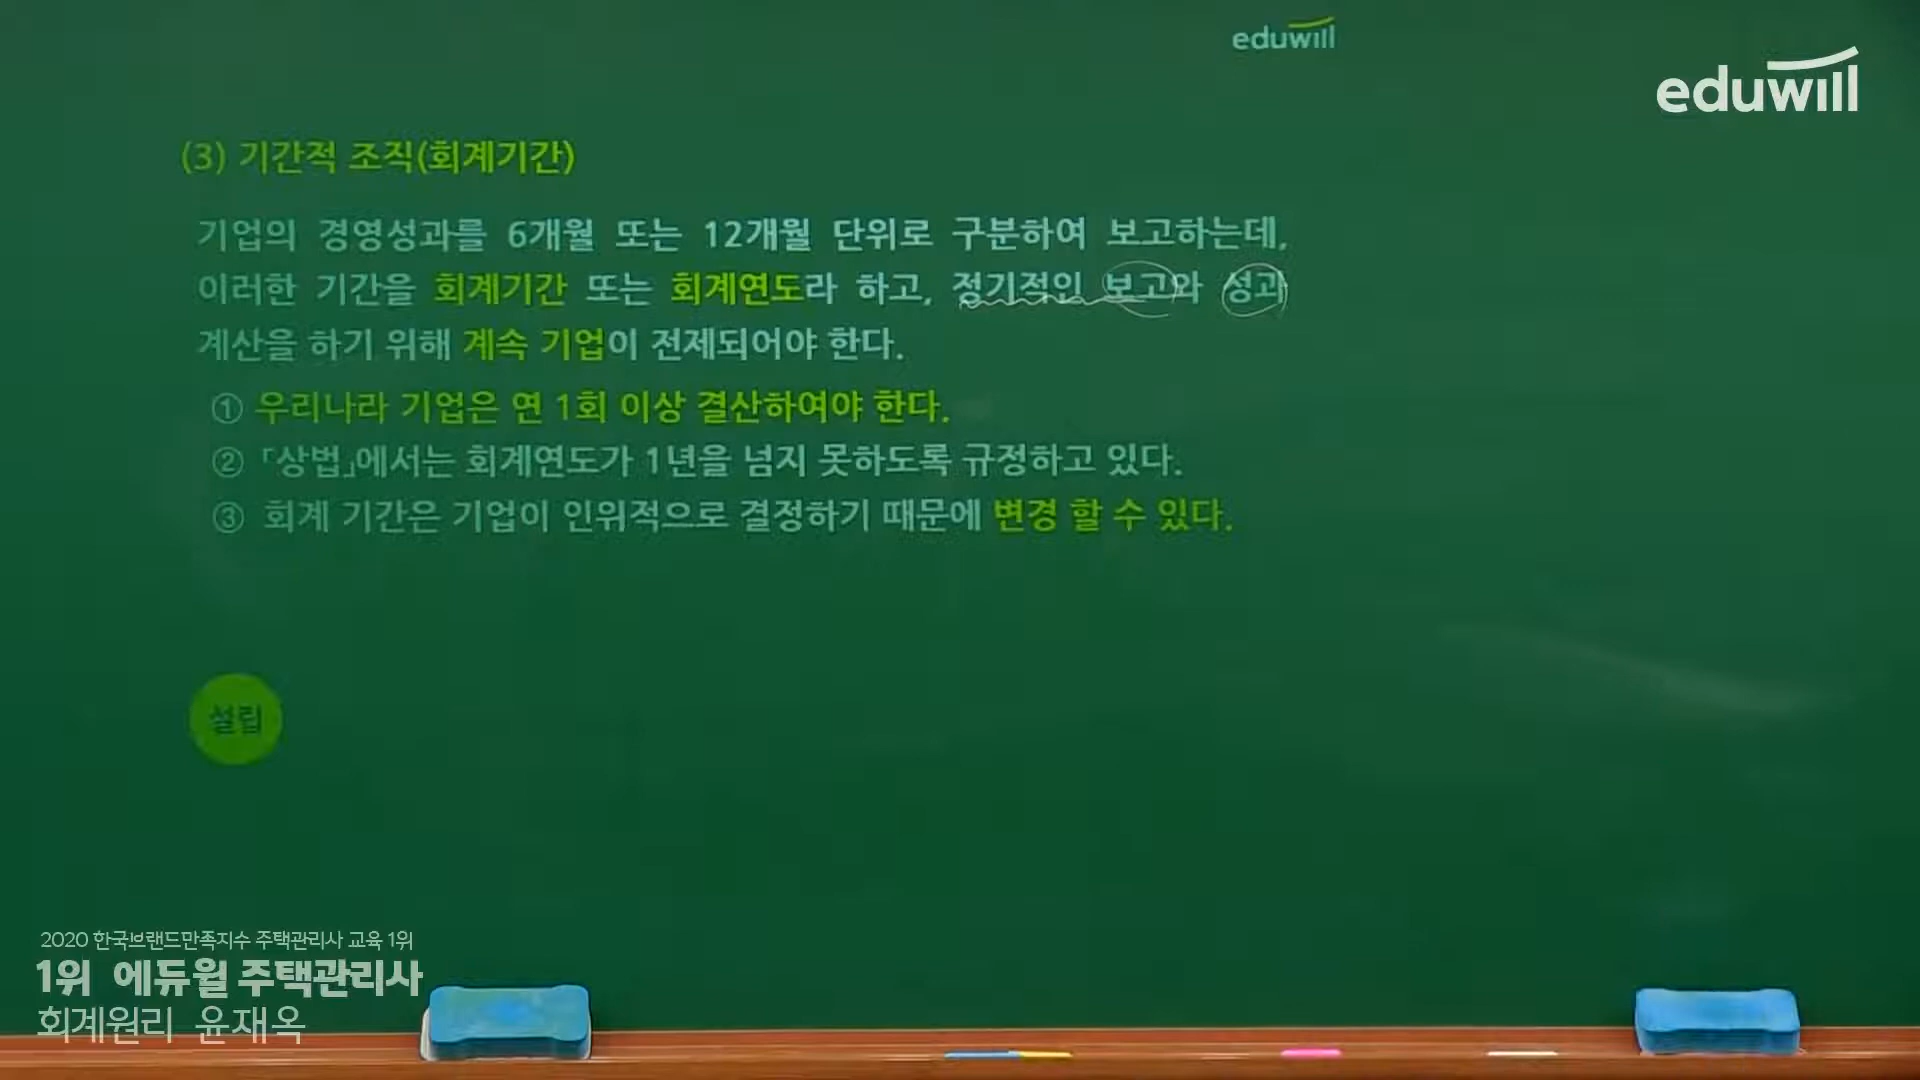 eduwill
eduwill
(3) 기간적 조직(회계기간)
기업의 경영성과를 6개월 또는 12개월 단위로 구분하여 보고하는데,
이러한 기간을 회계기간 또는 회계연도라 하고, 정기적인 보고와 성과
계산을 하기 위해 계속 기업이 전제되어야 한다.
① 우리나라 기업은 연 1회 이상 결산하여야 한다.
② 「상법」에서는 회계연도가 1년을 넘지 못하도록 규정하고 있다.
③ 회계 기간은 기업이 인위적으로 결정하기 때문에 변경 할 수 있다.
설립
2020 한국브랜드만족지수 주택관리사 교육 1위
1위 에듀윌 주택관리사
회계원리 윤재옥